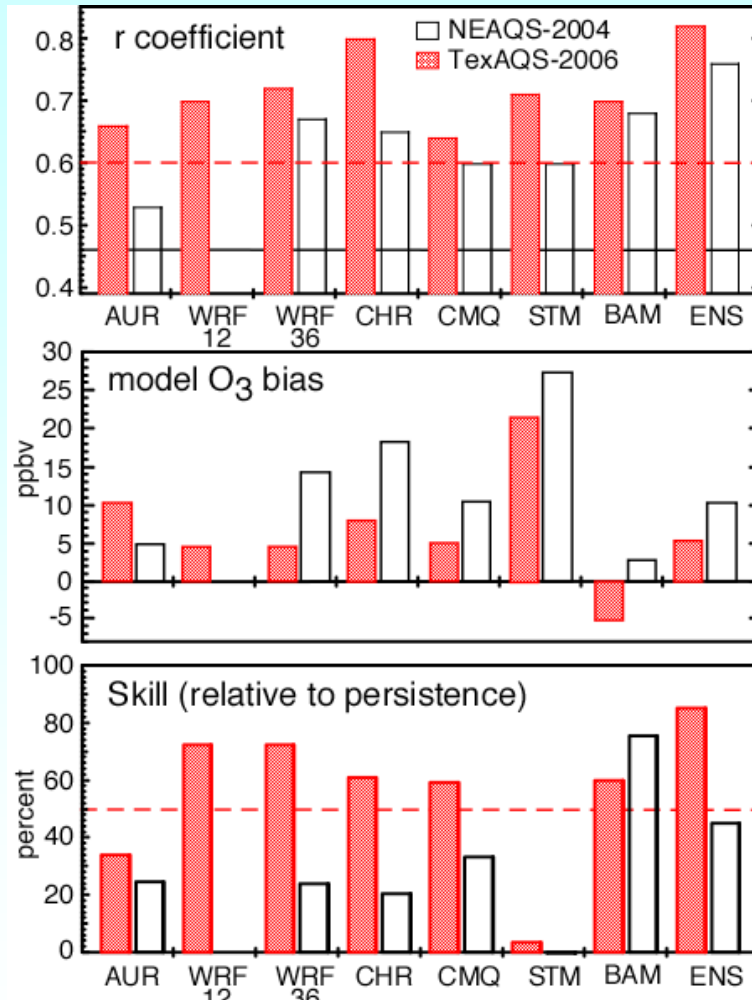 r coefficient
NEAQS-2004
TexAQS-2006
0.8
0.7
0.6
0.5
0.4
AUR WRF WRF CHR CMQ STM BAM ENS
12 36
model O3 bias
ppbv
30
25
20
15
10
5
0
-5
Skill (relative to persistence)
percent
100
80
60
40
20
0
AUR WRF WRF CHR CMQ STM BAM ENS
12 36